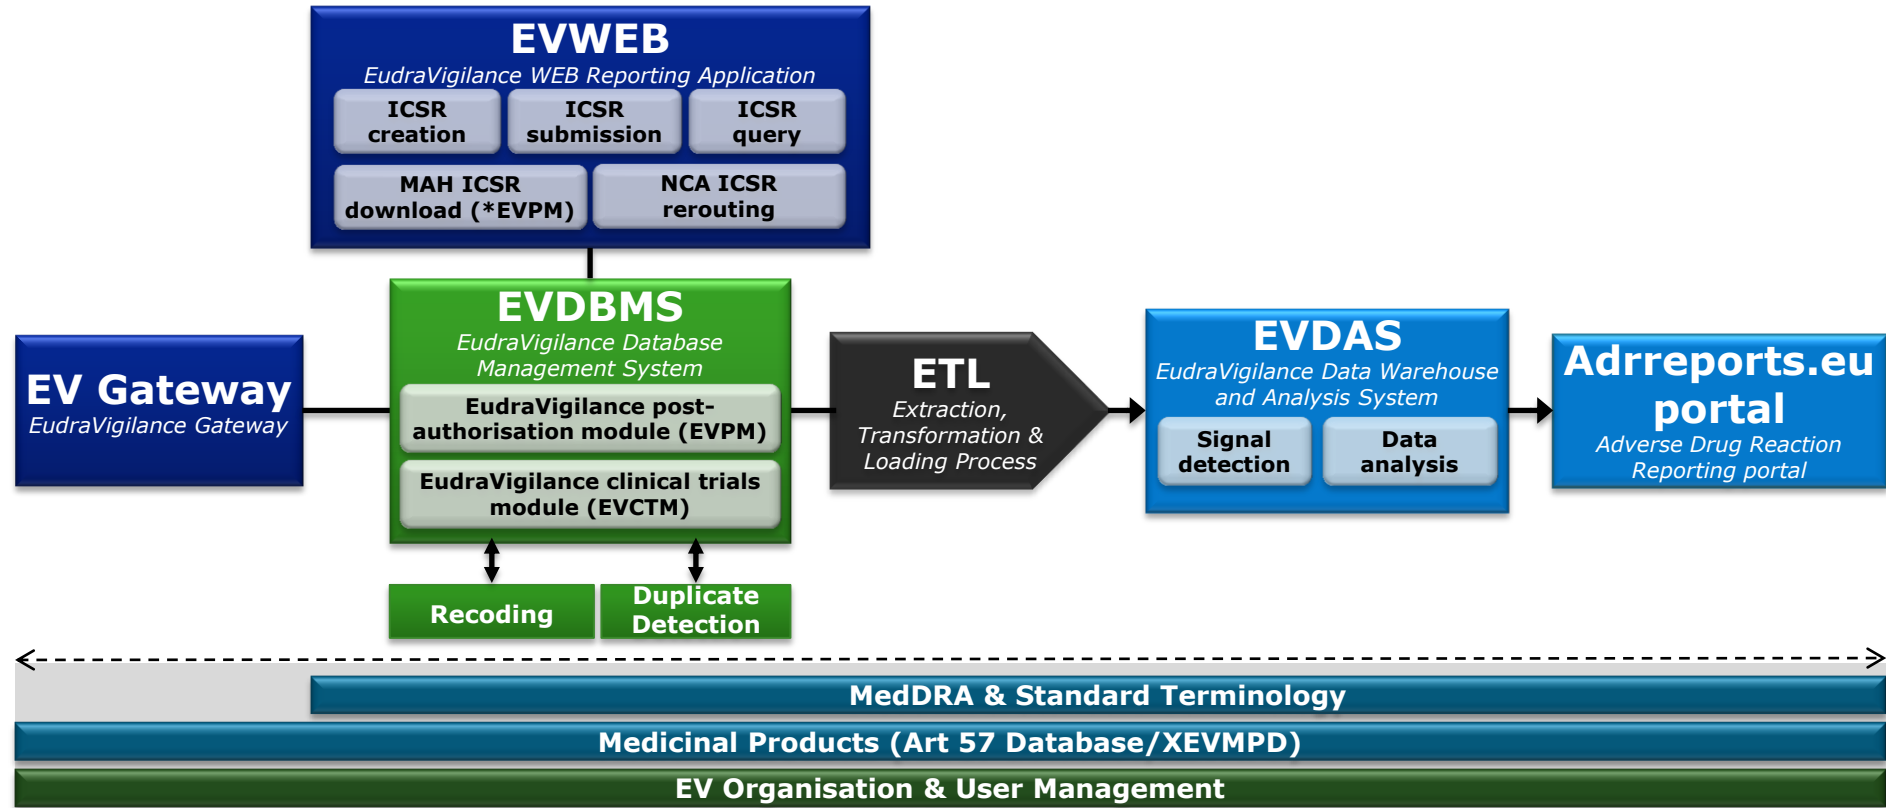 EVWEB
EudraVigilance WEB Reporting Application
ICSR
creation
ICSR
submission
ICSR
query
MAH ICSR
download (*EVPM)
NCA ICSR
rerouting
EV Gateway
EudraVigilance Gateway
EVDBMS
EudraVigilance Database
Management System
EudraVigilance post-
authorisation module (EVPM)
EudraVigilance clinical trials
module (EVCTM)
Recoding
Duplicate
Detection
ETL
Extraction,
Transformation &
Loading Process
EVDAS
EudraVigilance Data Warehouse
and Analysis System
Signal
detection
Data
analysis
Adrreports.eu
portal
Adverse Drug Reaction
Reporting portal
MedDRA & Standard Terminology
Medicinal Products (Art 57 Database/XEVMPD)
EV Organisation & User Management